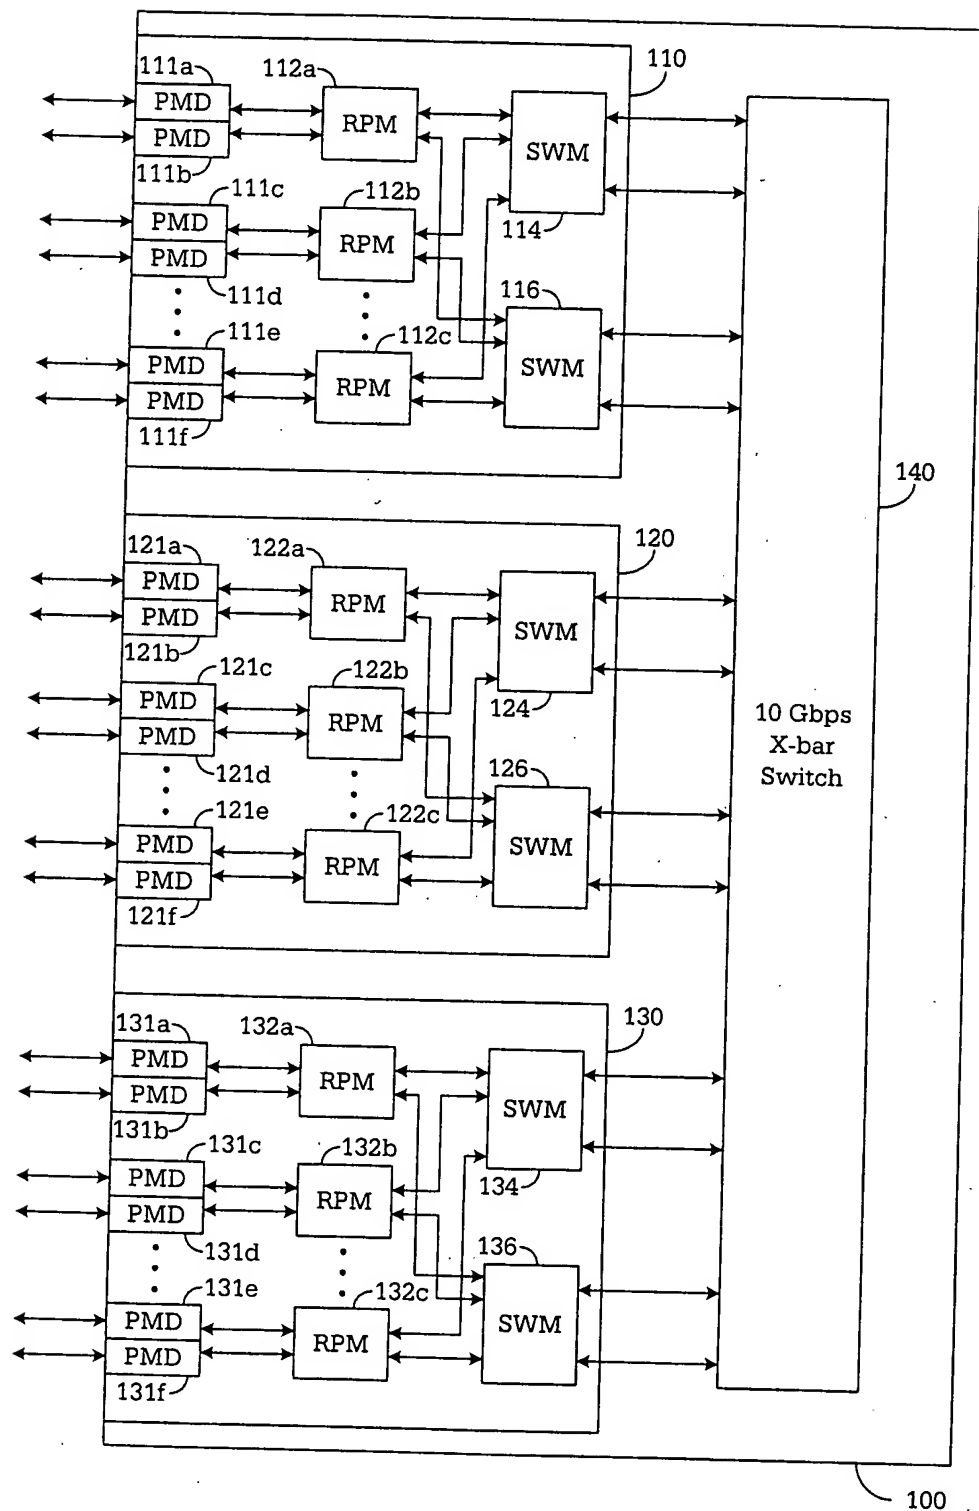 110
111a
112a
PMD
PMD
RPM
SWM
111b
111c
112b
114
PMD
PMD
RPM
111d
116
111e
112c
PMD
PMD
RPM
SWM
111f
140
120
121a
122a
PMD
PMD
RPM
SWM
121b
121c
122b
124
PMD
PMD
RPM
10 Gbps
X-bar
Switch
121d
126
121e
122c
PMD
PMD
RPM
SWM
121f
130
131a
132a
PMD
PMD
RPM
SWM
131b
131c
132b
134
PMD
PMD
RPM
131d
136
131e
132c
PMD
PMD
RPM
SWM
131f
100